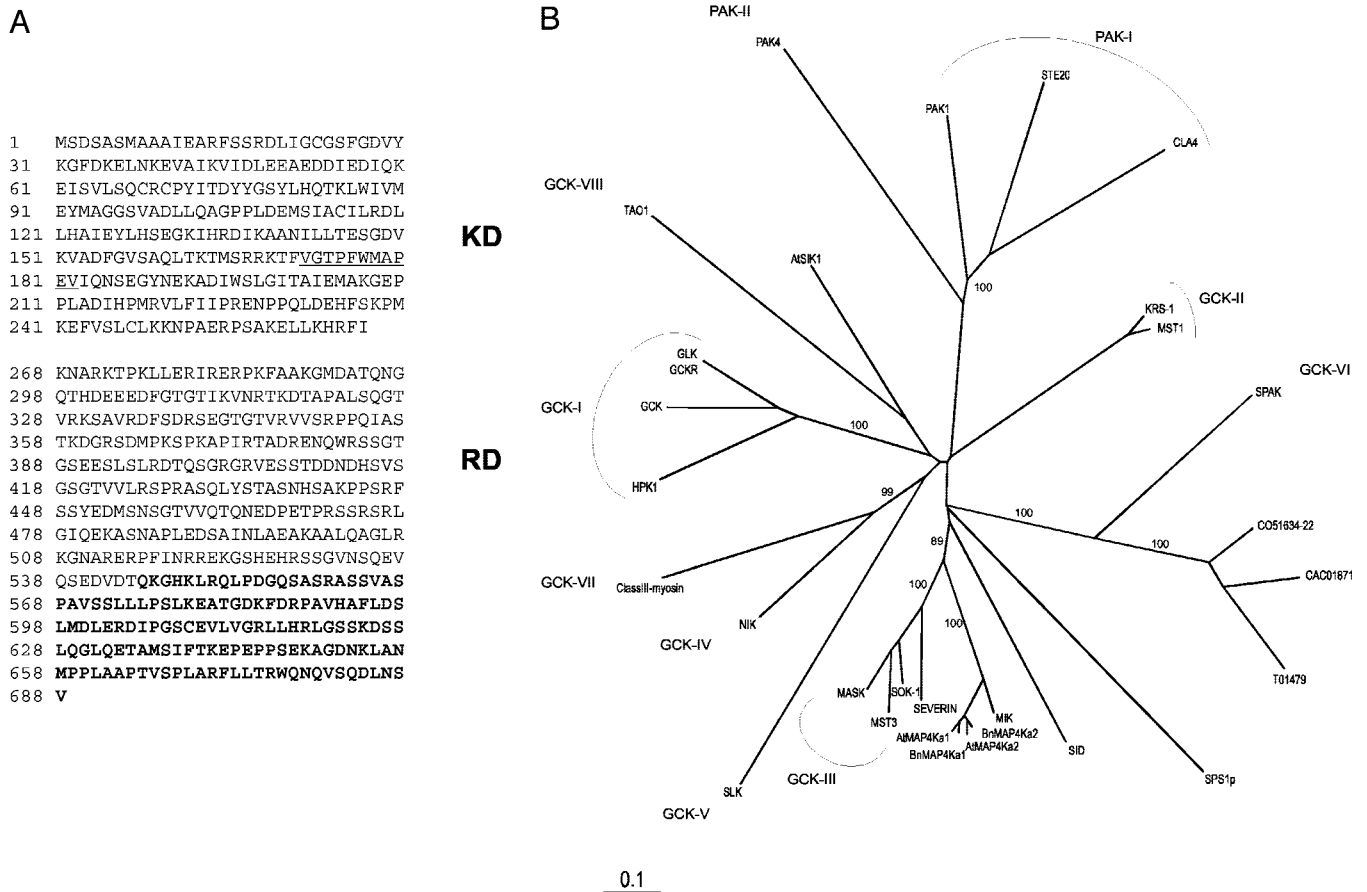 A
1 MSDSASMAAAIEARFSSRDLIGCGSFGDVY
31 KGFDKELNKEVAIKVIDLEEAEDDIEDIQK
61 EISVLSQCRCPYITDYYGSYLHQTKLWIVM
91 EYMAGGSVADLLQAGPPLDEMSIACILRDL
121 LHAIEYLHSEGKIHRDIKAANILLTESGDV
151 KVADFGVSAQLTKTMSRRKTFVGTPFWMAP
181 EVIQNSEGYNEKADIWSLGITAIEMAKGEP
211 PLADIHPMRVLFIIPRENPPQLDEHFSKPM
241 KEFVSLCLKKNPAERPSAKELLKHRFI
KD
268 KNARKTPKLLERIRERPKFAAKGMDATQNG
298 QTHDEEEDFGTGTIKVNRTKDTAPALSQGT
328 VRKSAVRDFSDRSEGTGTVRVVSRPPQIAS
358 TKDGRSDMPKSPKAPIRTADRENQWRSSGT
388 GSEESLSLRDTQSGRGRVESSTDDNDHSVS
418 GSGTVVLRSPRASQLYSTASNHSAKPPSRF
448 SSYEDMSNSGTVVQTQNEDPETPRSSRSRL
478 GIQEKASNAPLEDSAINLAEAKAALQAGLR
508 KGNARERPFINRREKGSHEHRSSGVNSQEV
538 QSEDVDTQKGHKLRQLPDGQSASRASSVAS
568 PAVSSLLLPSLKEATGDKFDRPAVHAFLDS
598 LMDLERDIPGSCEVLVGRLLHRLGSSKDSS
628 LQGLQETAMSIFTKEPEPPSEKAGDNKLAN
658 MPPLAAPTVSPLARFLLTRWQNQVSQDLNS
688 V
RD
B
PAK-II
PAK-I
PAK4
STE20
PAK1
CLA4
GCK-VIII
TAO1
AtSIK1
100
GCK-II
KRS-1
MST1
GCK-VI
SPAK
GLK
GCKR
GCK-I
GCK
100
HPK1
99
100
100
CO51634-22
CAC01871
T01479
89
GCK-VII
ClassIII-myosin
NIK
GCK-IV
100
100
MASK
SOK-1
MST3
SEVERIN
MIK
AtMAP4Ka1
BnMAP4Ka2
AtMAP4Ka2
BnMAP4Ka1
SID
SPS1p
GCK-III
SLK
GCK-V
0.1